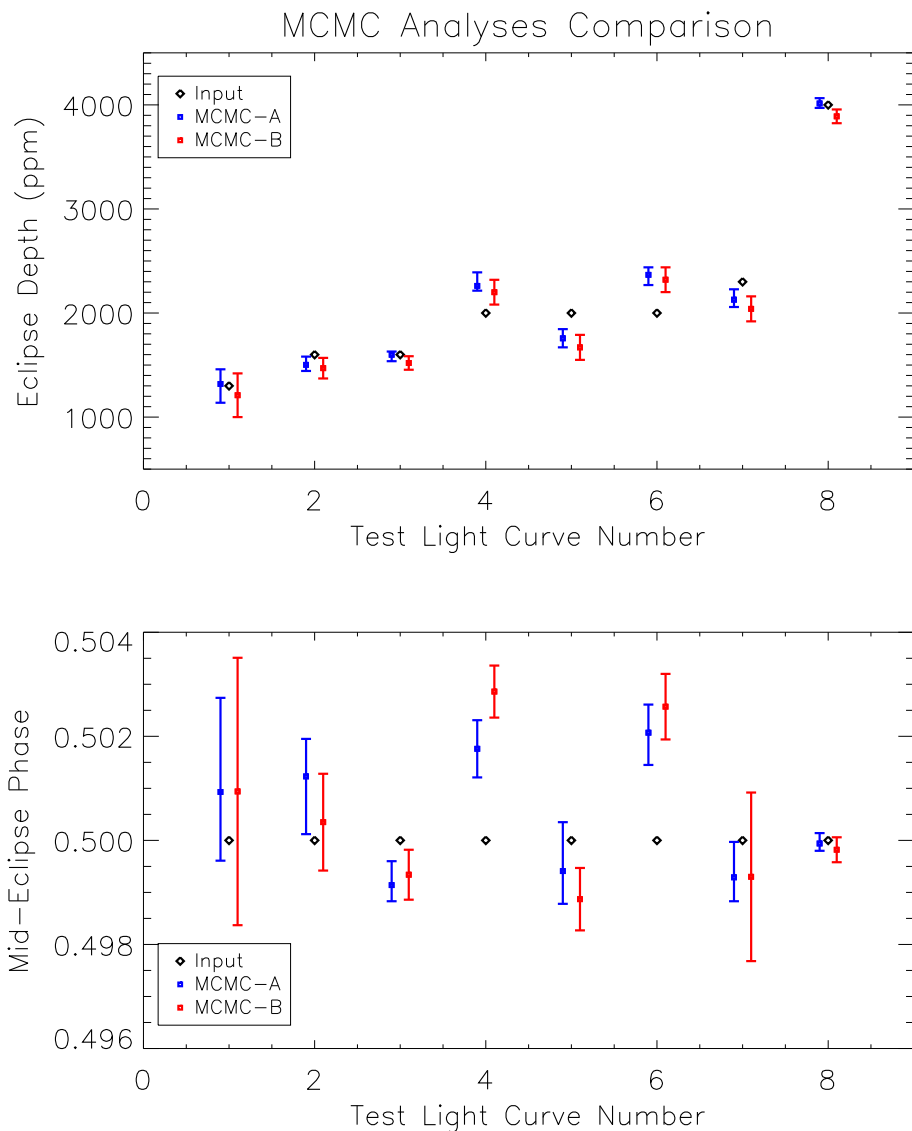 MCMC Analyses Comparison
Eclipse Depth (ppm)
4000
3000
2000
1000
Input
MCMC-A
MCMC-B
0 2 4 6 8
Test Light Curve Number
Mid-Eclipse Phase
0.504
0.502
0.500
0.498
0.496
Input
MCMC-A
MCMC-B
0 2 4 6 8
Test Light Curve Number